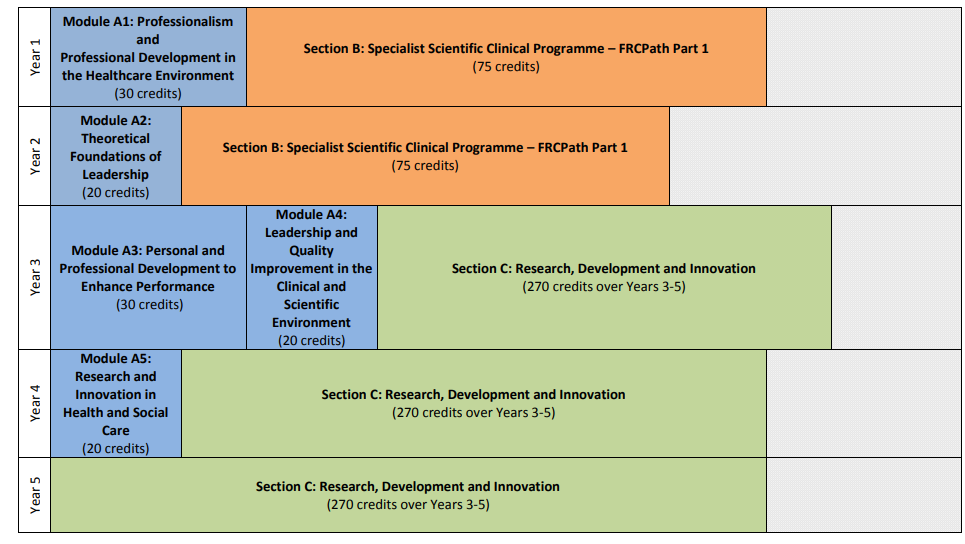 Year 1
Module A1: Professionalism
and
Professional Development in
the Healthcare Environment
(30 credits)
Section B: Specialist Scientific Clinical Programme – FRCPath Part 1
(75 credits)
Year 2
Module A2:
Theoretical
Foundations of
Leadership
(20 credits)
Section B: Specialist Scientific Clinical Programme – FRCPath Part 1
(75 credits)
Year 3
Module A3: Personal and
Professional Development to
Enhance Performance
(30 credits)
Module A4:
Leadership and
Quality
Improvement in the
Clinical and
Scientific
Environment
(20 credits)
Section C: Research, Development and Innovation
(270 credits over Years 3-5)
Year 4
Module A5:
Research and
Innovation in
Health and Social
Care
(20 credits)
Section C: Research, Development and Innovation
(270 credits over Years 3-5)
Year 5
Section C: Research, Development and Innovation
(270 credits over Years 3-5)